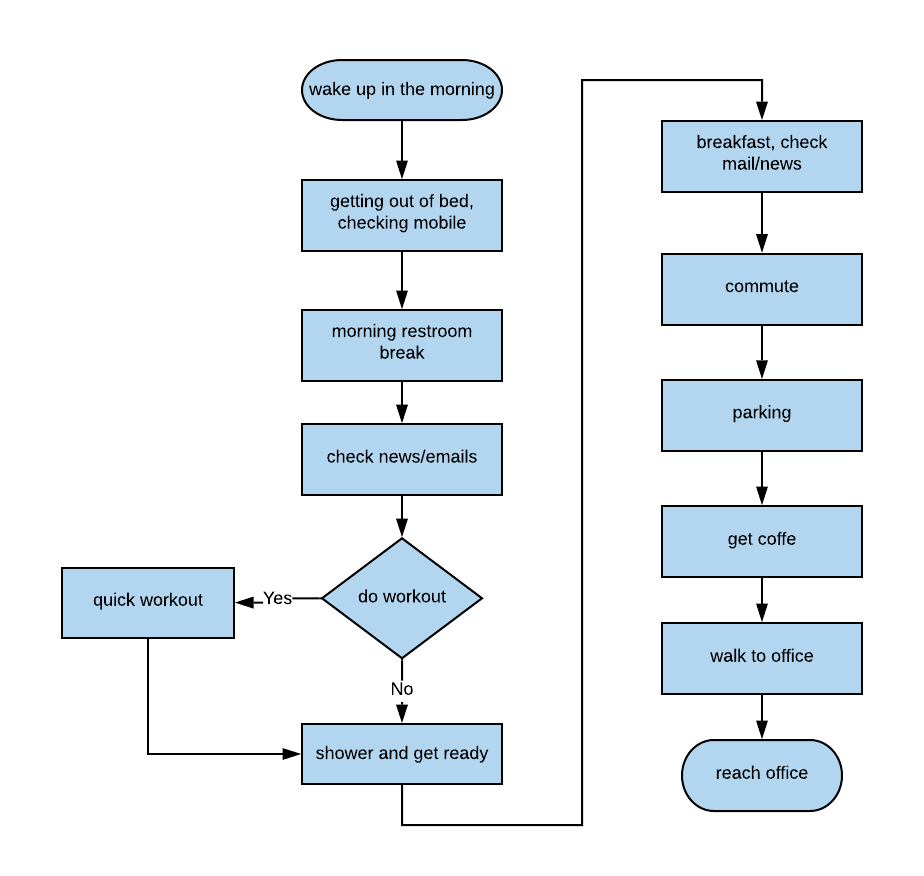 wake up in the morning
getting out of bed,
checking mobile
morning restroom
break
check news/emails
do workout
Yes
quick workout
No
shower and get ready
breakfast, check
mail/news
commute
parking
get coffe
walk to office
reach office